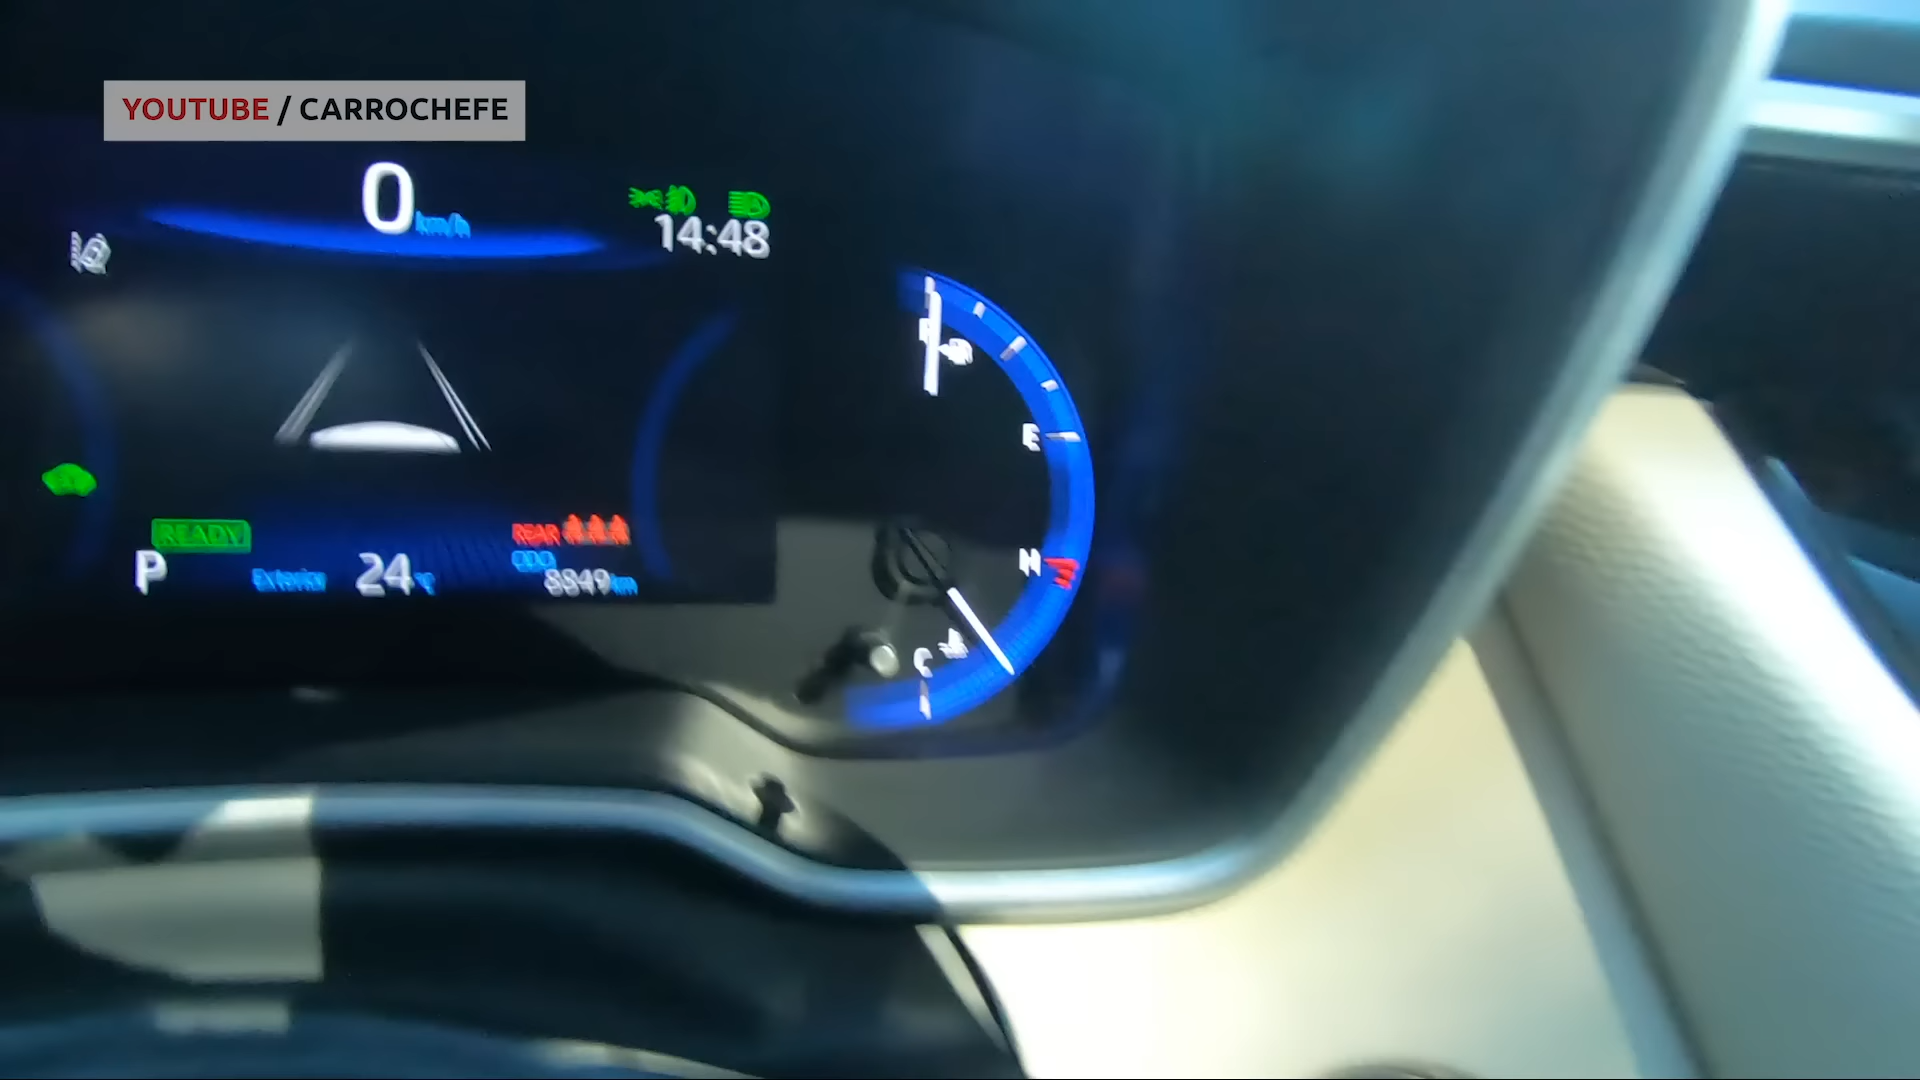 YOUTUBE / CARROCHEFE
0 km/h
14:48
E
READY
REAR
P
Exterior 24 °C
ODO
8849 km
H
C